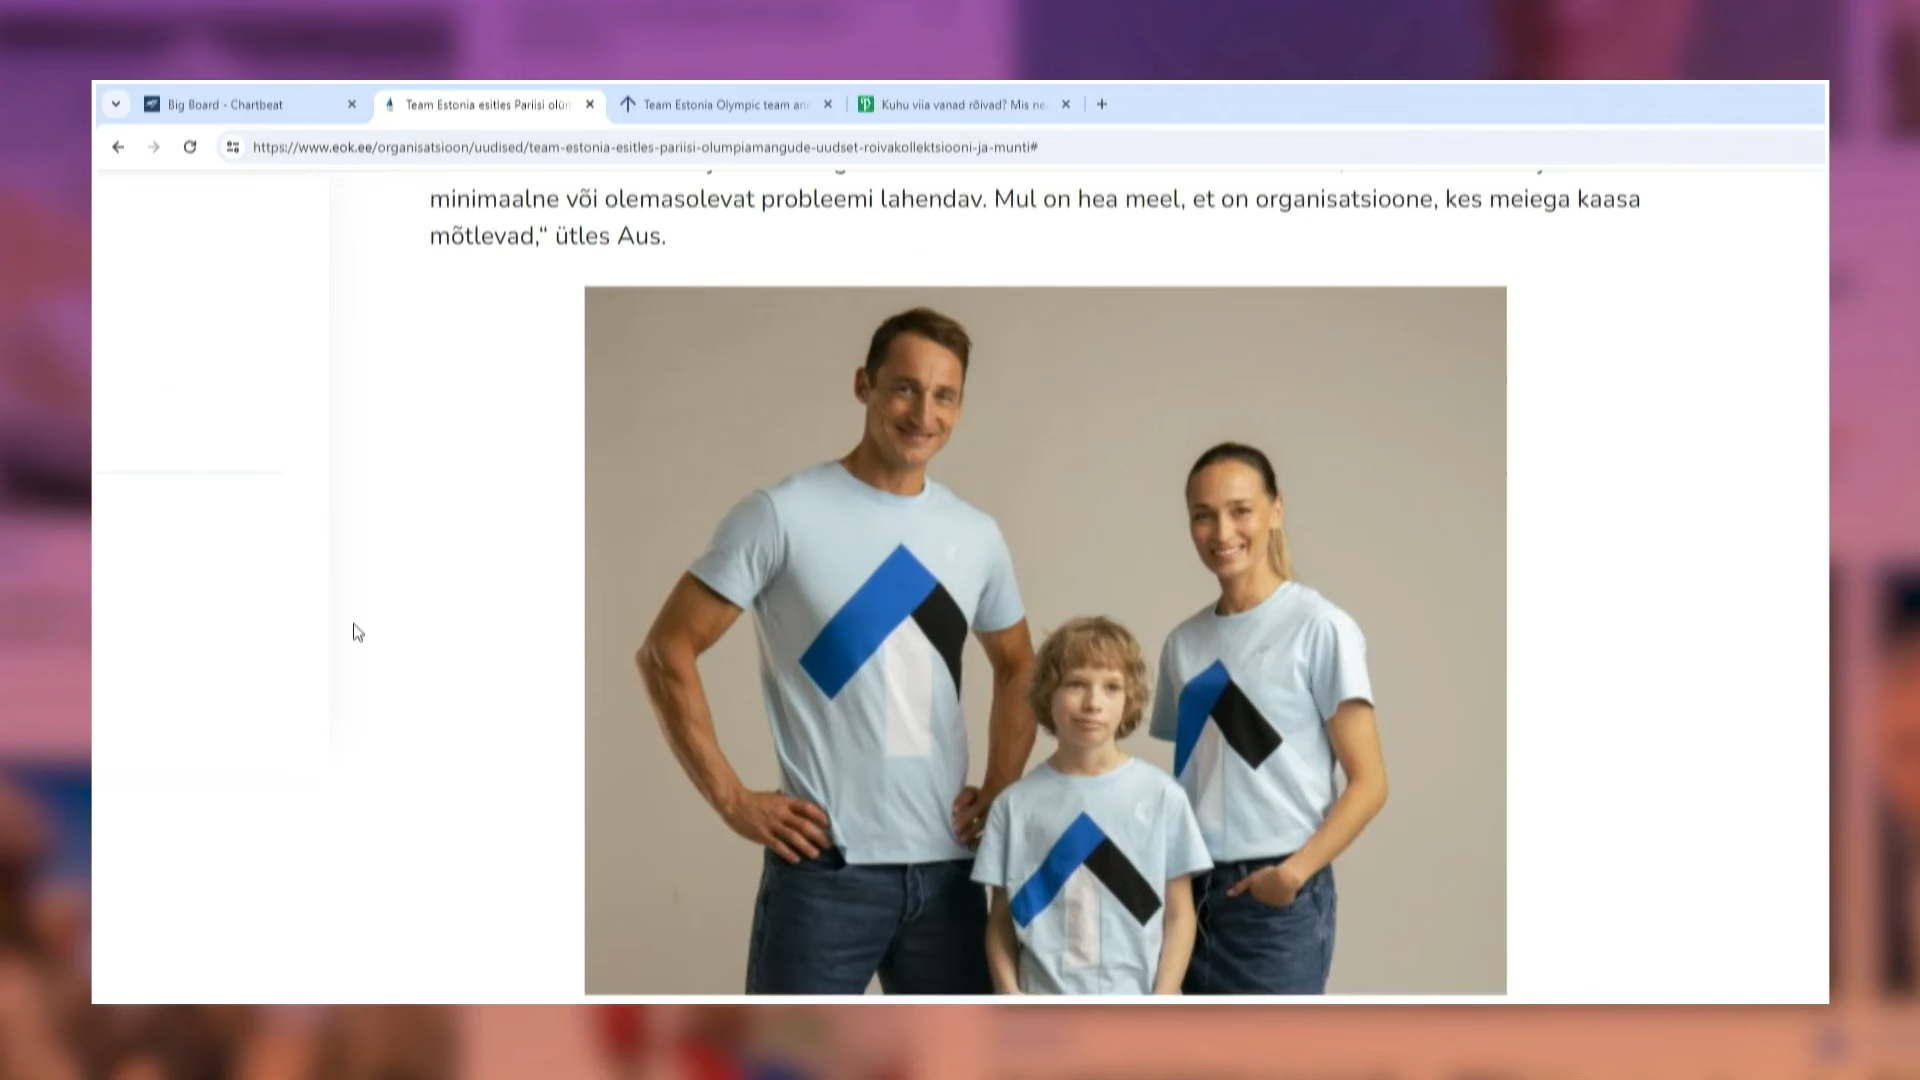 Big Board - Chartbeat
Team Estonia esitles Pariisi olüm
Team Estonia Olympic team an
Kuhu viia vanad rõivad? Mis ne
https://www.eok.ee/organisatsioon/uudised/team-estonia-esitles-pariisi-olumpiamangude-uudset-roivakollektsiooni-ja-munti#
minimaalne või olemasolevat probleemi lahendav. Mul on hea meel, et on organisatsioone, kes meiega kaasa
mõtlevad,“ ütles Aus.